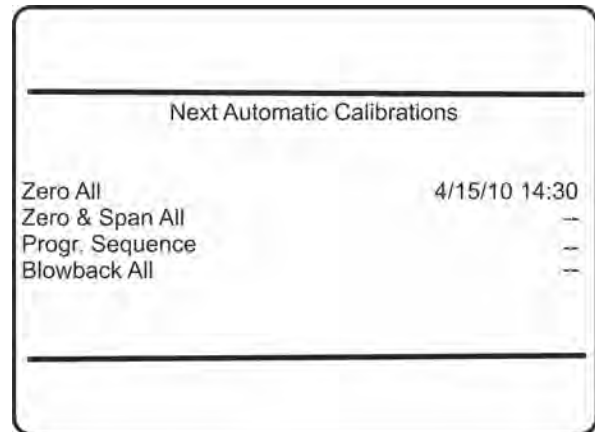 Next Automatic Calibrations
Zero All 4/15/10 14:30
Zero & Span All --
Progr. Sequence --
Blowback All --